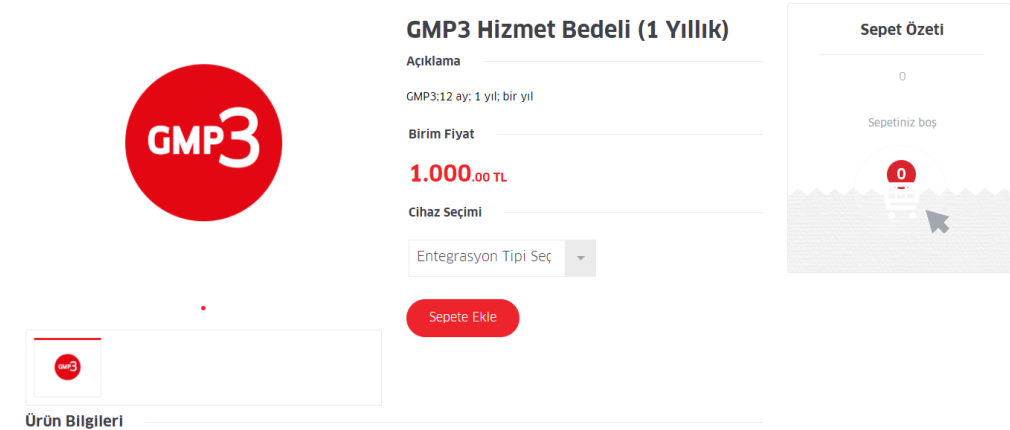 GMP3
GMP3
Ürün Bilgileri
GMP3 Hizmet Bedeli (1 Yıllık)
Açıklama
GMP3;12 ay; 1 yıl; bir yıl
Birim Fiyat
1.000.00 TL
Cihaz Seçimi
Entegrasyon Tipi Seç
Sepete Ekle
Sepet Özeti
0
Sepetiniz boş
0